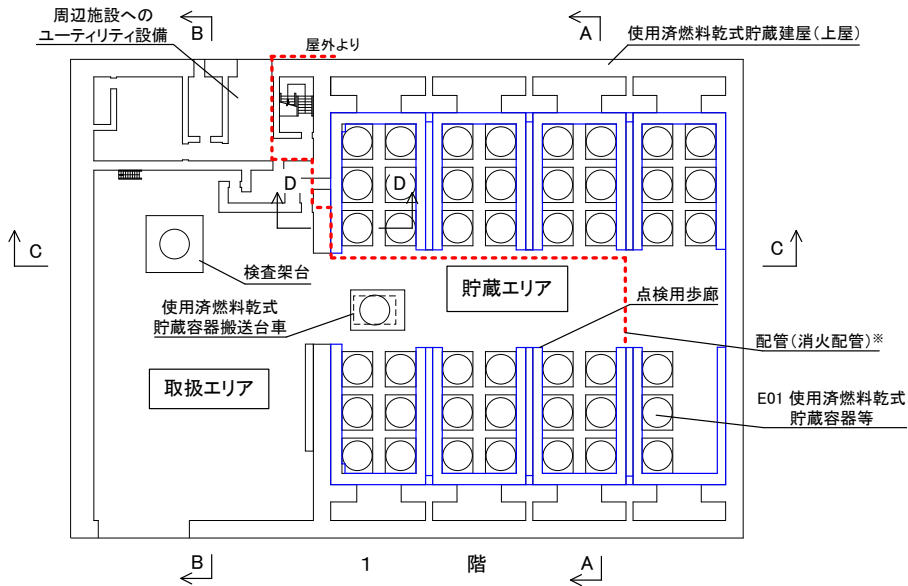 周辺施設への
ユーティリティ設備
B
屋外より
A
使用済燃料乾式貯蔵建屋(上屋)
D
(D)
C
C
検査架台
貯蔵エリア
使用済燃料乾式
貯蔵容器搬送台車
点検用歩廊
配管(消火配管)※
取扱エリア
E01 使用済燃料乾式
貯蔵容器等
B
1 階
A